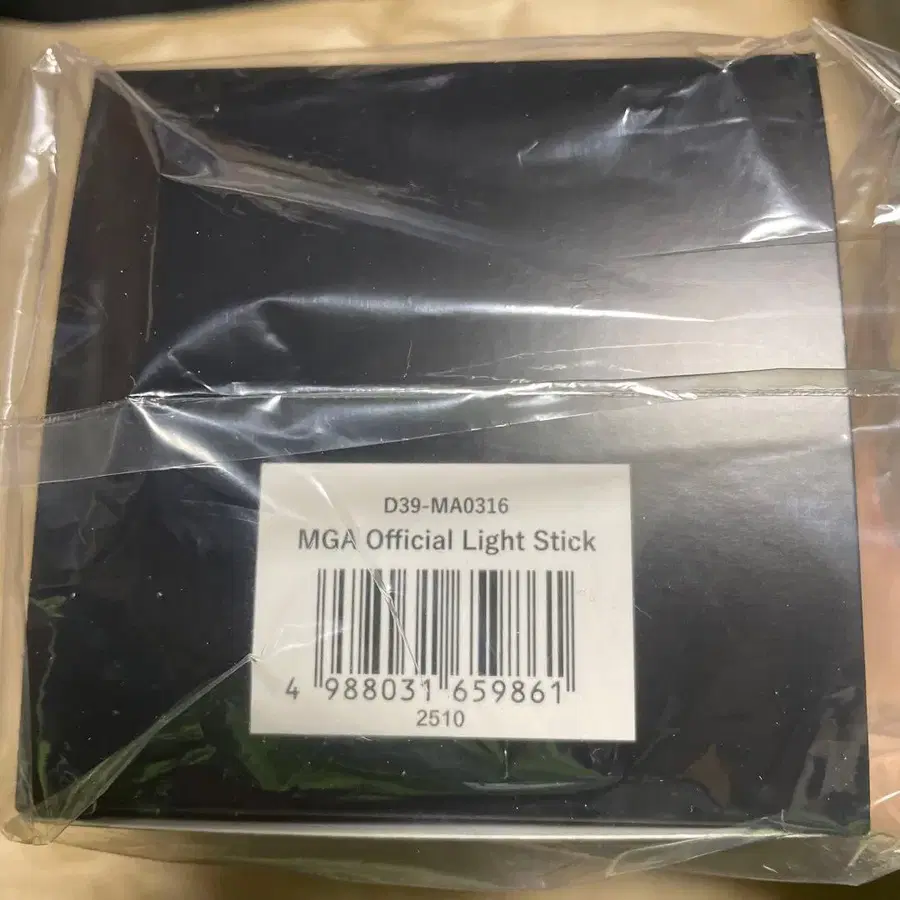 D39-MA0316
MGA Official Light Stick
4 988031 659861
2510